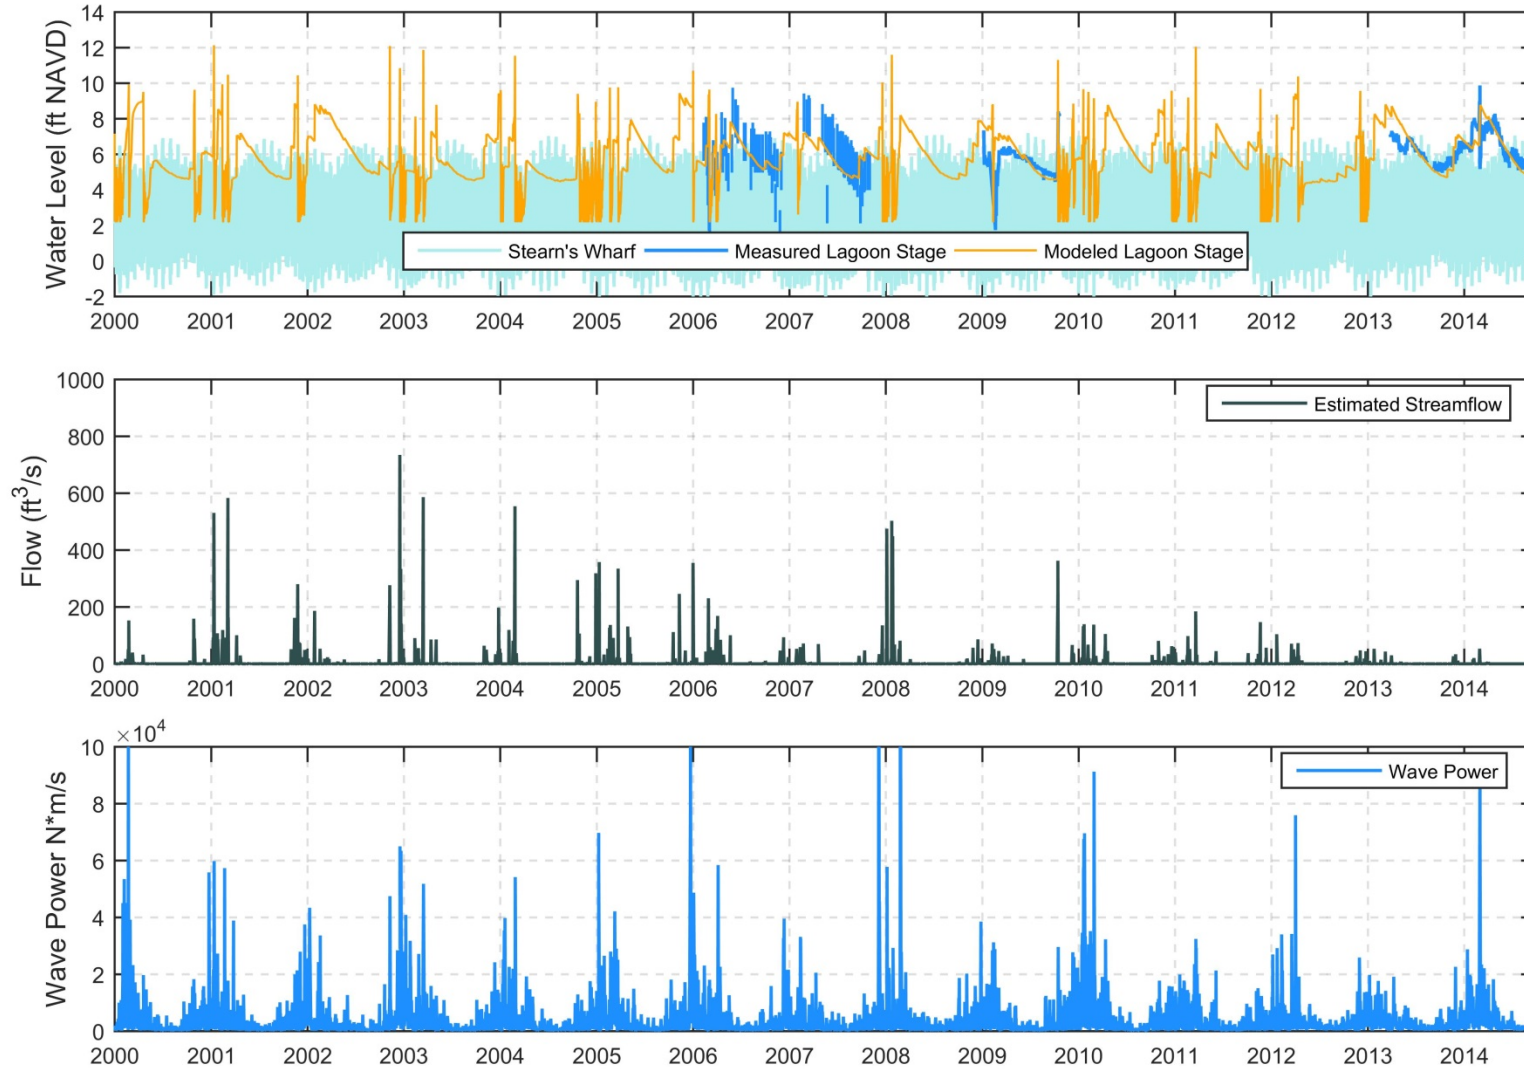 14
12
10
8
6
4
2
0
-2
Water Level (ft NAVD)
Stearn's Wharf Measured Lagoon Stage Modeled Lagoon Stage
2000 2001 2002 2003 2004 2005 2006 2007 2008 2009 2010 2011 2012 2013 2014
1000
800
600
400
200
0
Flow (ft³/s)
Estimated Streamflow
2000 2001 2002 2003 2004 2005 2006 2007 2008 2009 2010 2011 2012 2013 2014
×10⁴
10
8
6
4
2
0
Wave Power N*m/s
Wave Power
2000 2001 2002 2003 2004 2005 2006 2007 2008 2009 2010 2011 2012 2013 2014